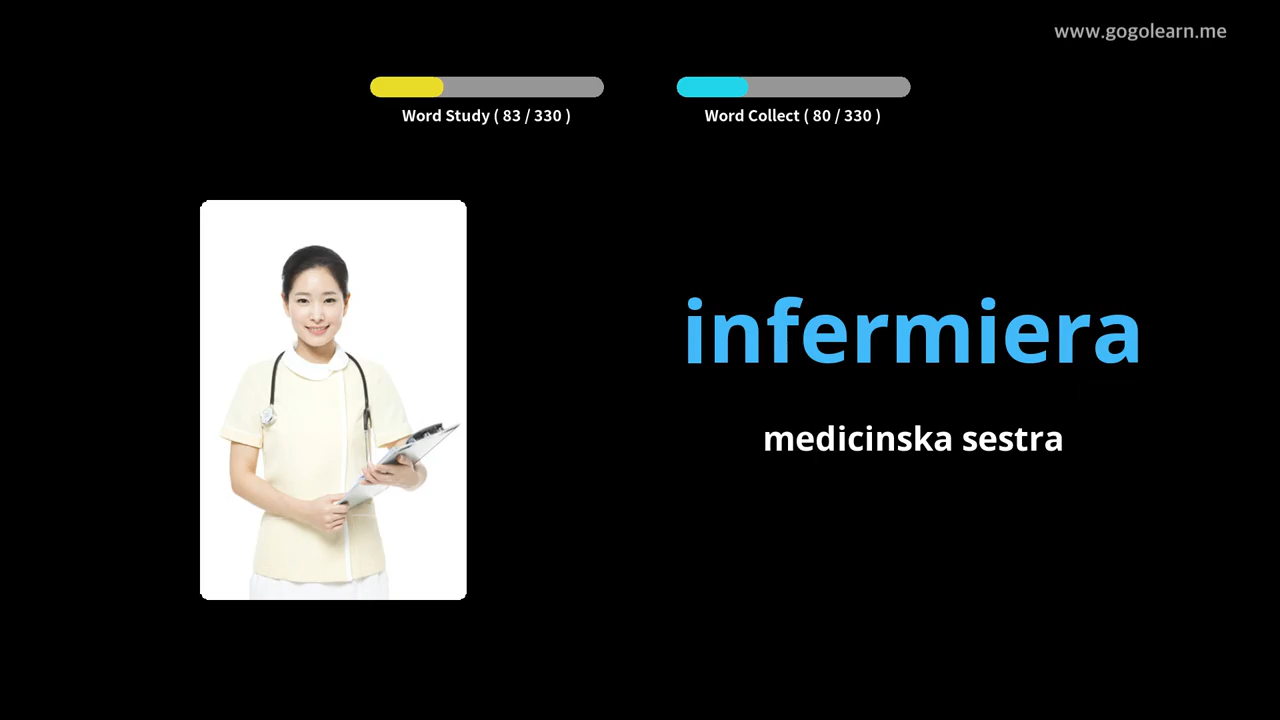 www.gogolearn.me
Word Study ( 83 / 330 )
Word Collect ( 80 / 330 )
infermiera
medicinska sestra